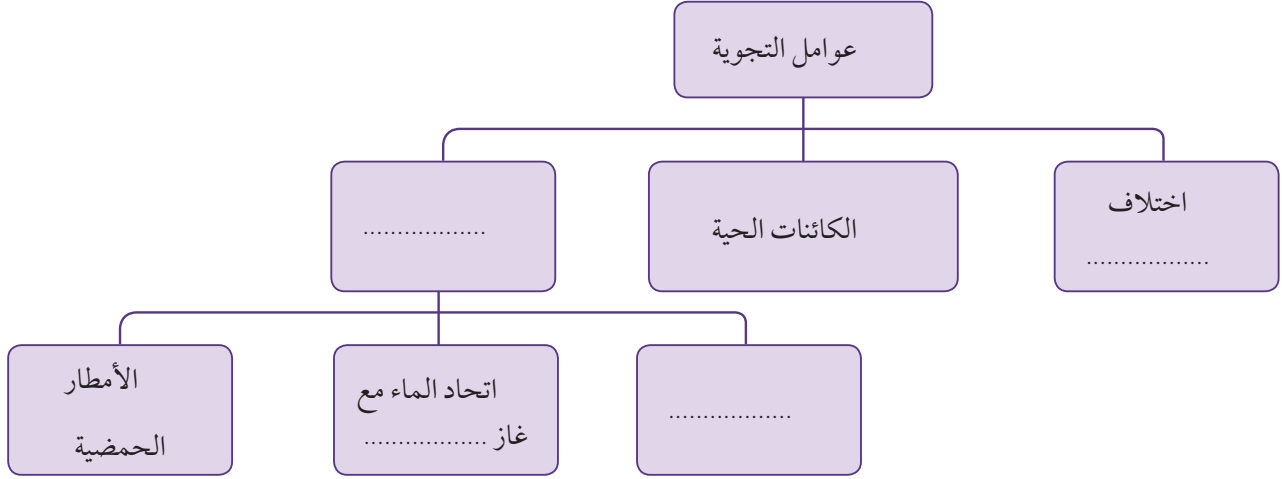 عوامل التجوية
اختلاف
..................
الكائنات الحية
..................
..................
اتحاد الماء مع
غاز ..................
الأمطار
الحمضية